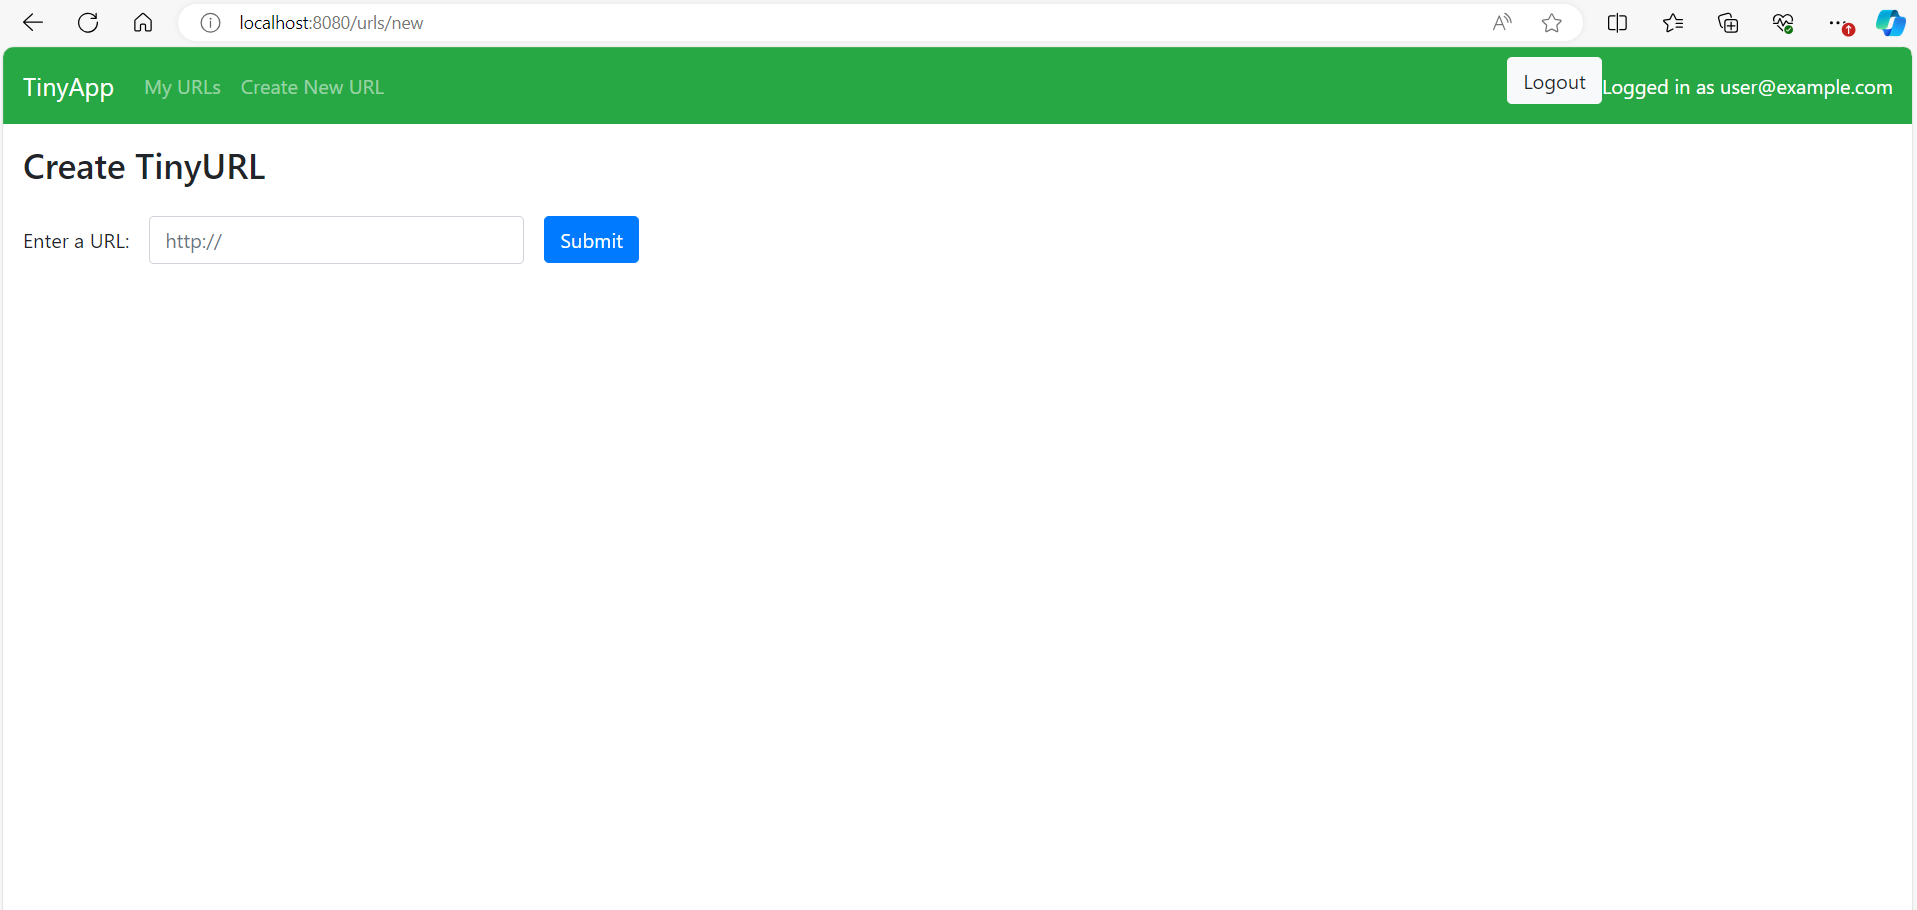 localhost:8080/urls/new
TinyApp My URLs Create New URL Logout Logged in as user@example.com
Create TinyURL
Enter a URL: http:// Submit